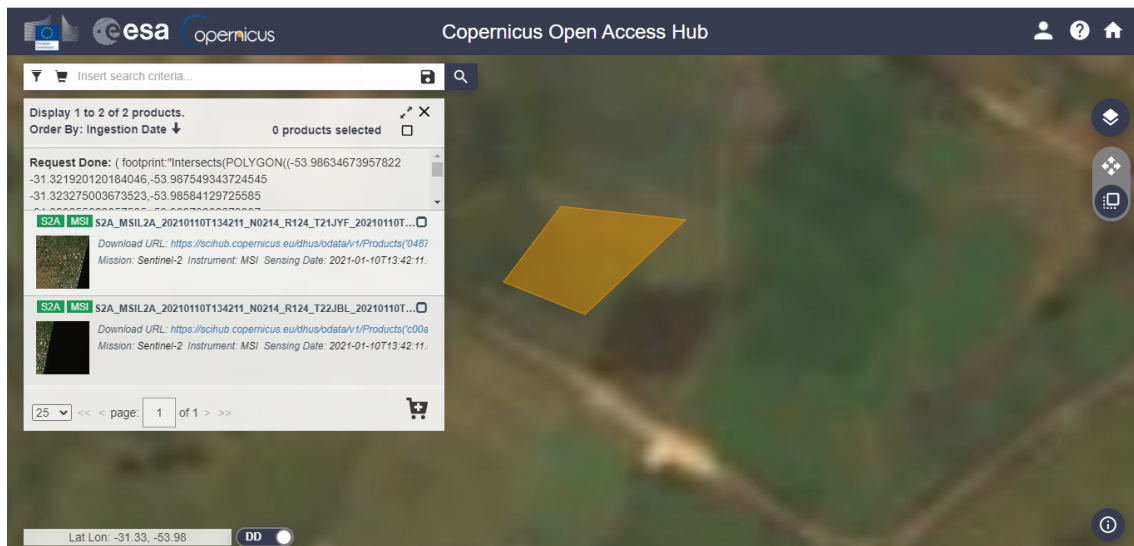 esa
opernicus
Copernicus Open Access Hub
Insert search criteria...
Display 1 to 2 of 2 products.
Order By: Ingestion Date
0 products selected
Request Done: ( footprint:"Intersects(POLYGON((-53.98634673957822
-31.321920120184046,-53.987549343724545
-31.323275003673523,-53.98584129725585
S2A MSI S2A_MSIL2A_20210110T134211_N0214_R124_T21JYF_20210110T...
Download URL: https://scihub.copernicus.eu/dhus/odata/v1/Products('0487
Mission: Sentinel-2 Instrument: MSI Sensing Date: 2021-01-10T13:42:11.
S2A MSI S2A_MSIL2A_20210110T134211_N0214_R124_T22JBL_20210110T...
Download URL: https://scihub.copernicus.eu/dhus/odata/v1/Products('c00a
Mission: Sentinel-2 Instrument: MSI Sensing Date: 2021-01-10T13:42:11.
25 << < page: 1 of 1 > >>
Lat Lon: -31.33, -53.98
DD